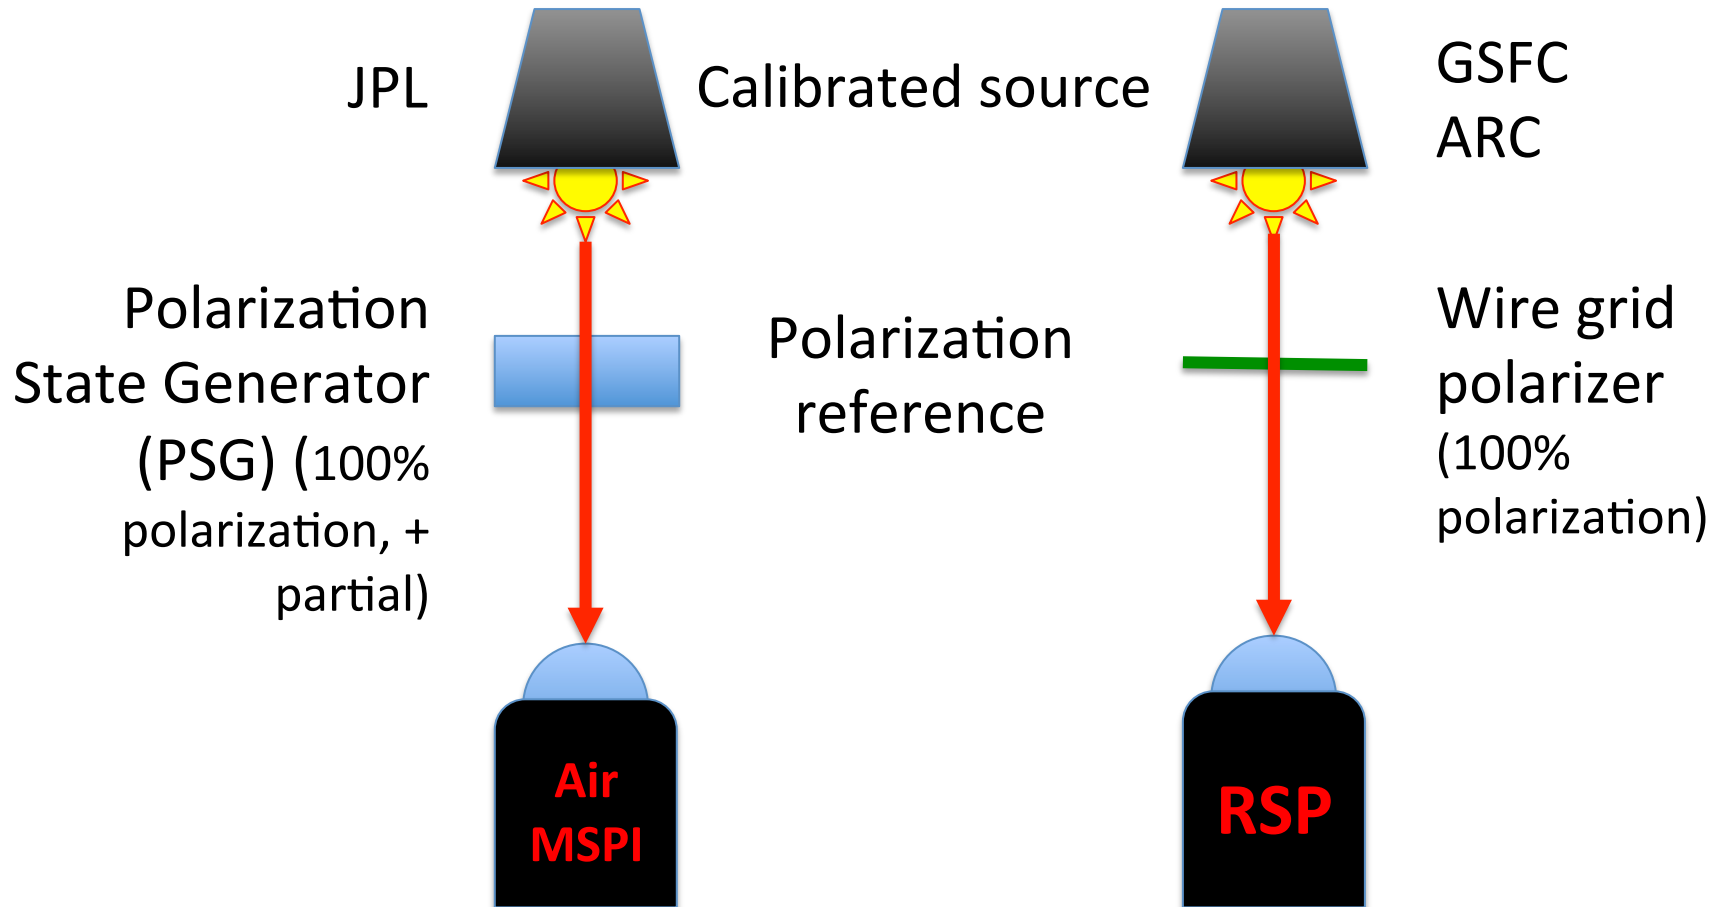 JPL
Calibrated source
GSFC
ARC
Polarization
State Generator
(PSG) (100%
polarization, +
partial)
Polarization
reference
Wire grid
polarizer
(100%
polarization)
Air
MSPI
RSP